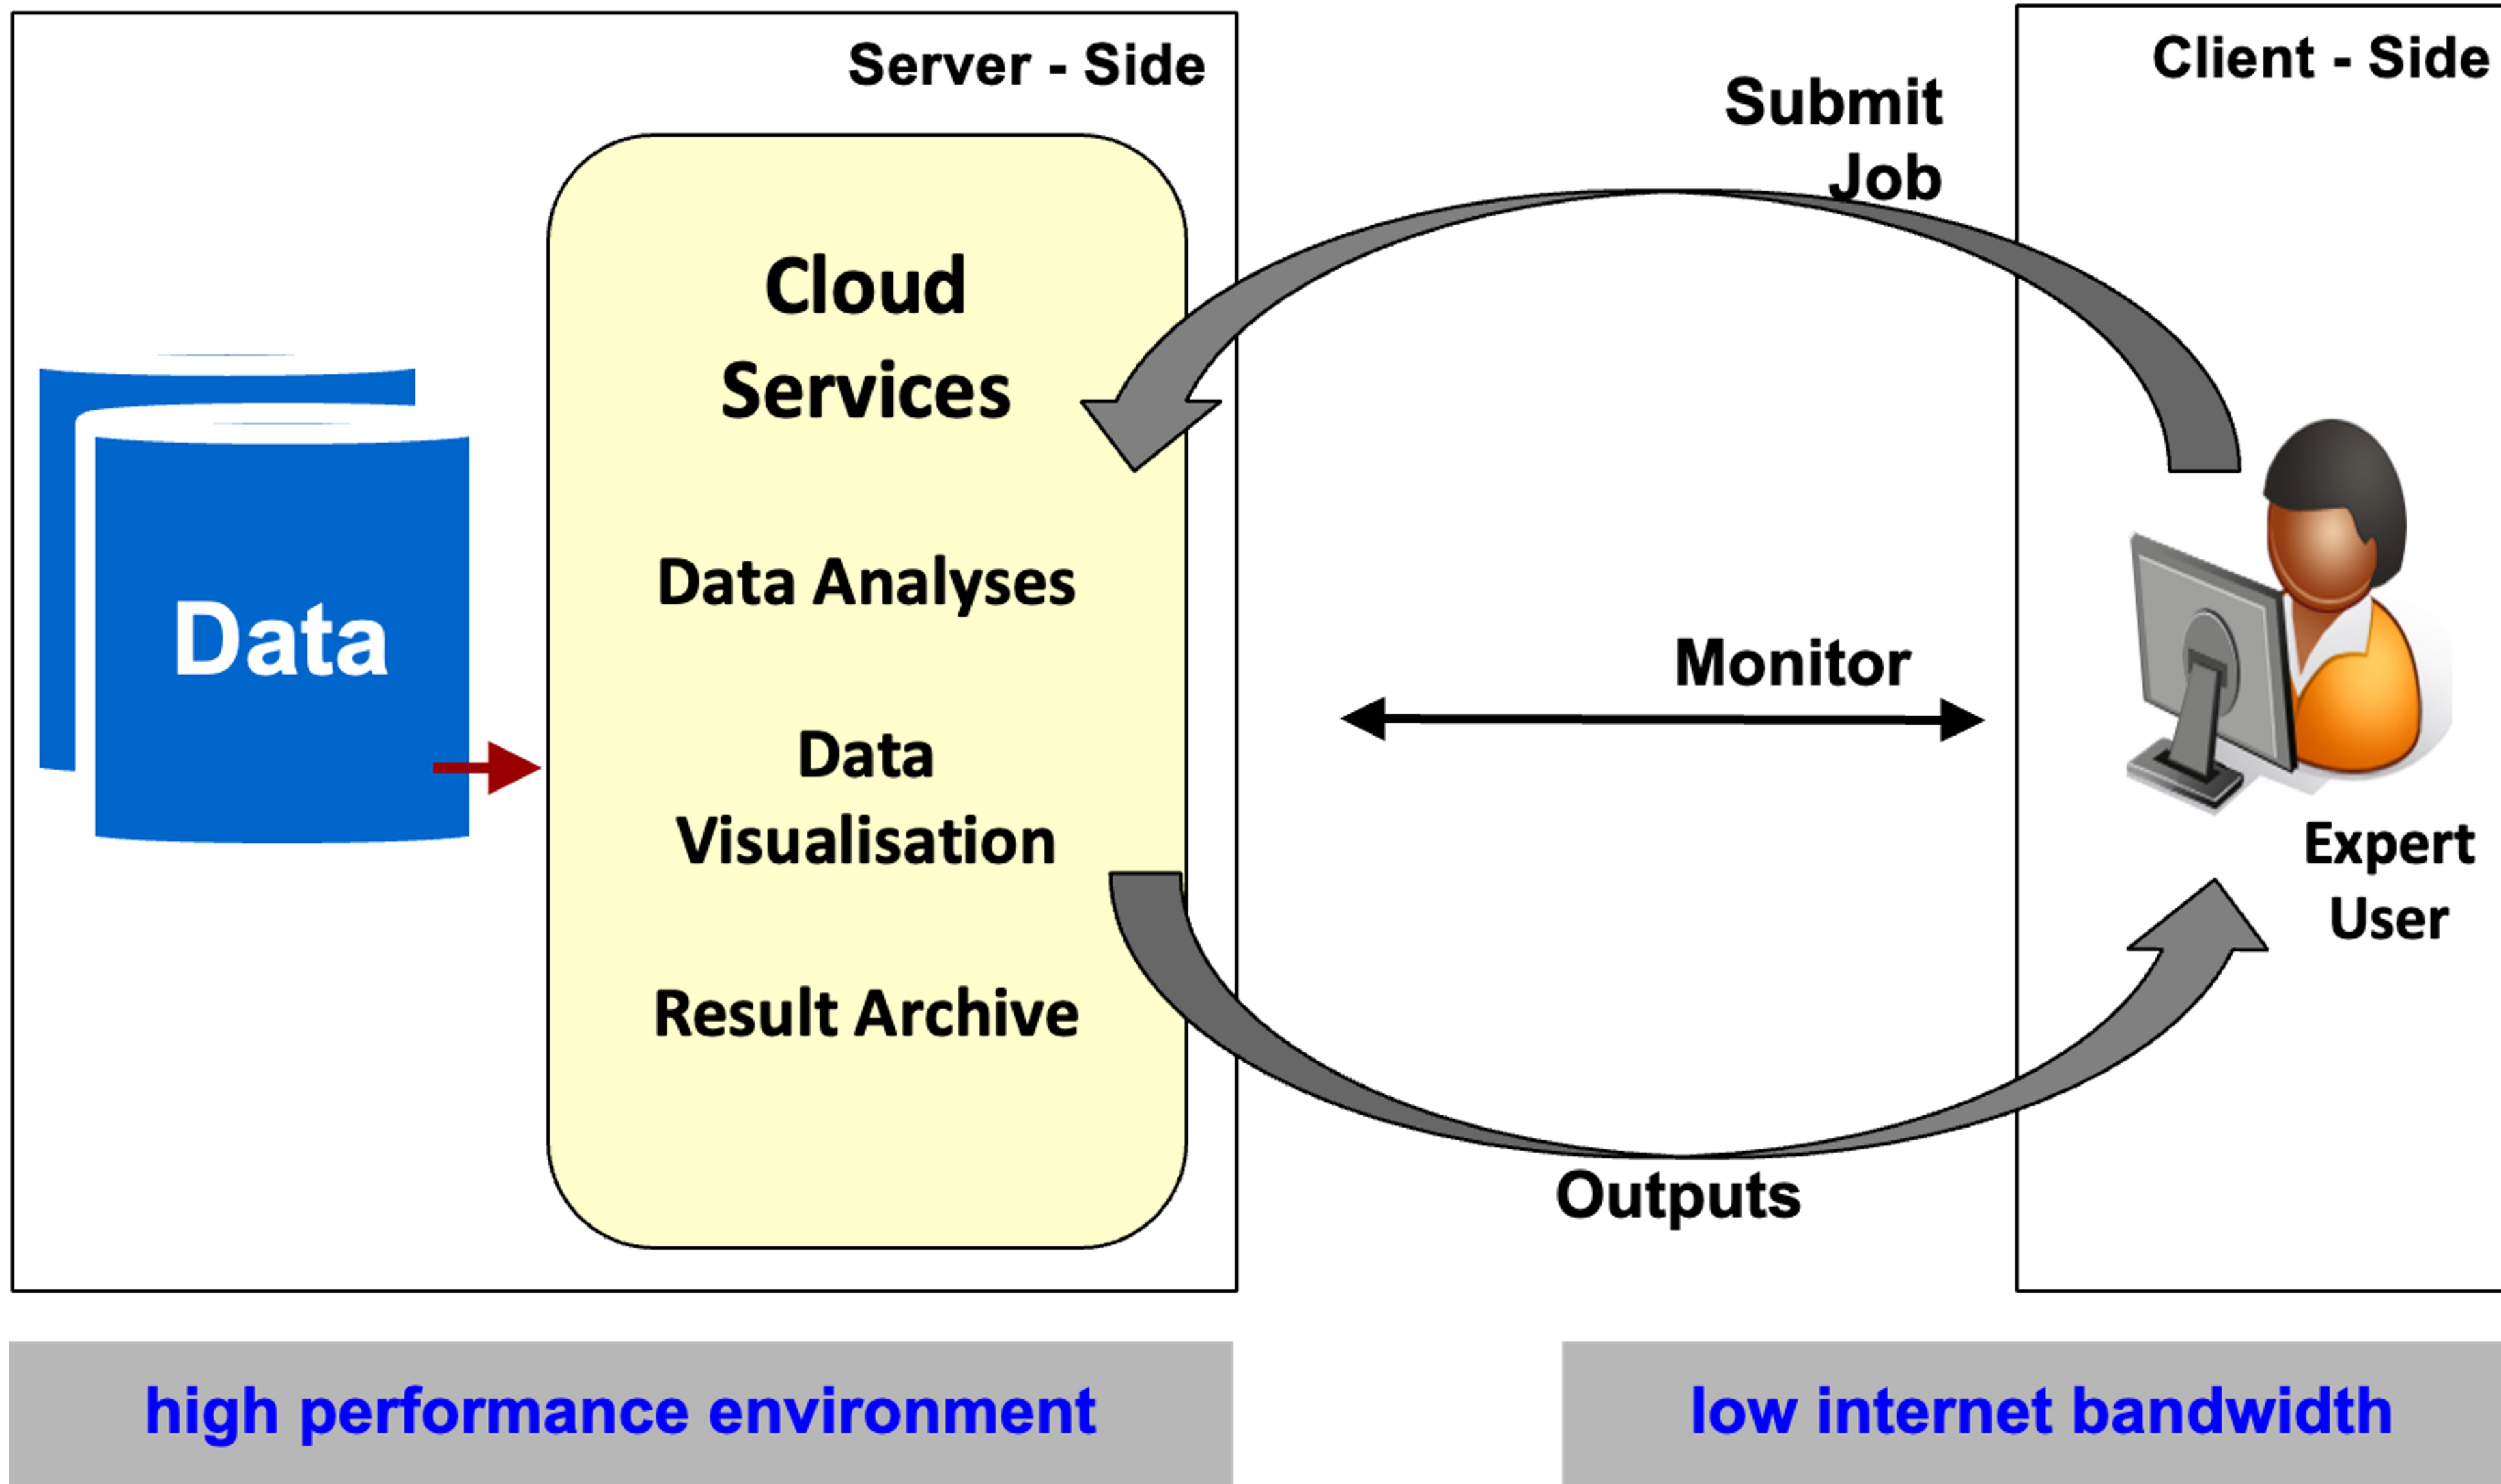 Server - Side
Client - Side
Submit
Job
Cloud
Services
Data Analyses
Data
Data
Visualisation
Result Archive
Monitor
Expert
User
Outputs
high performance environment
low internet bandwidth